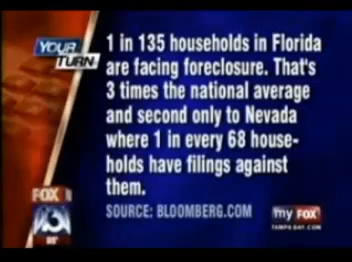 YOUR
TURN
1 in 135 households in Florida
are facing foreclosure. That's
3 times the national average
and second only to Nevada
where 1 in every 68 house-
holds have filings against
them.
SOURCE: BLOOMBERG.COM
FOX
13
my FOX
TAMPA BAY.COM